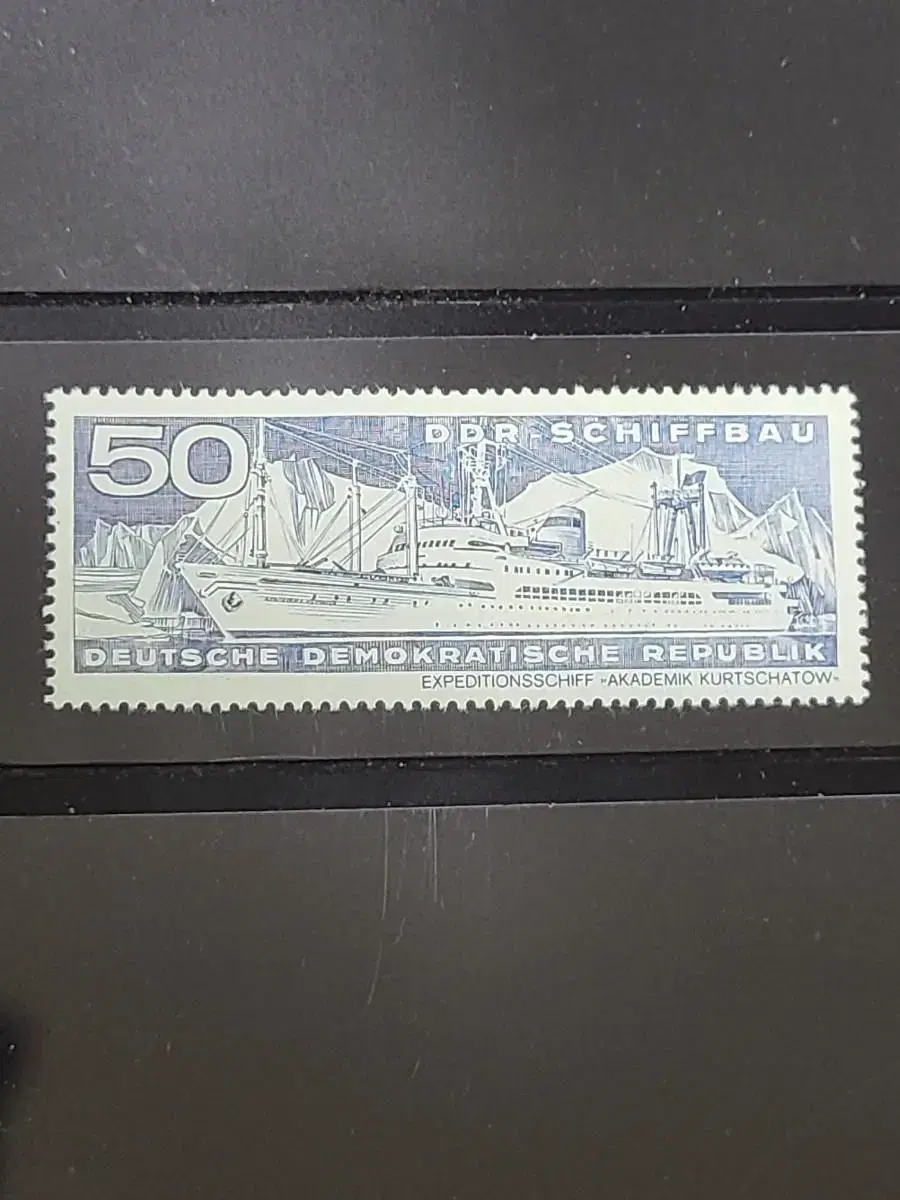 50
DDR-SCHIFFBAU
DEUTSCHE DEMOKRATISCHE REPUBLIK
EXPEDITIONSSCHIFF »AKADEMIK KURTSCHATOW«